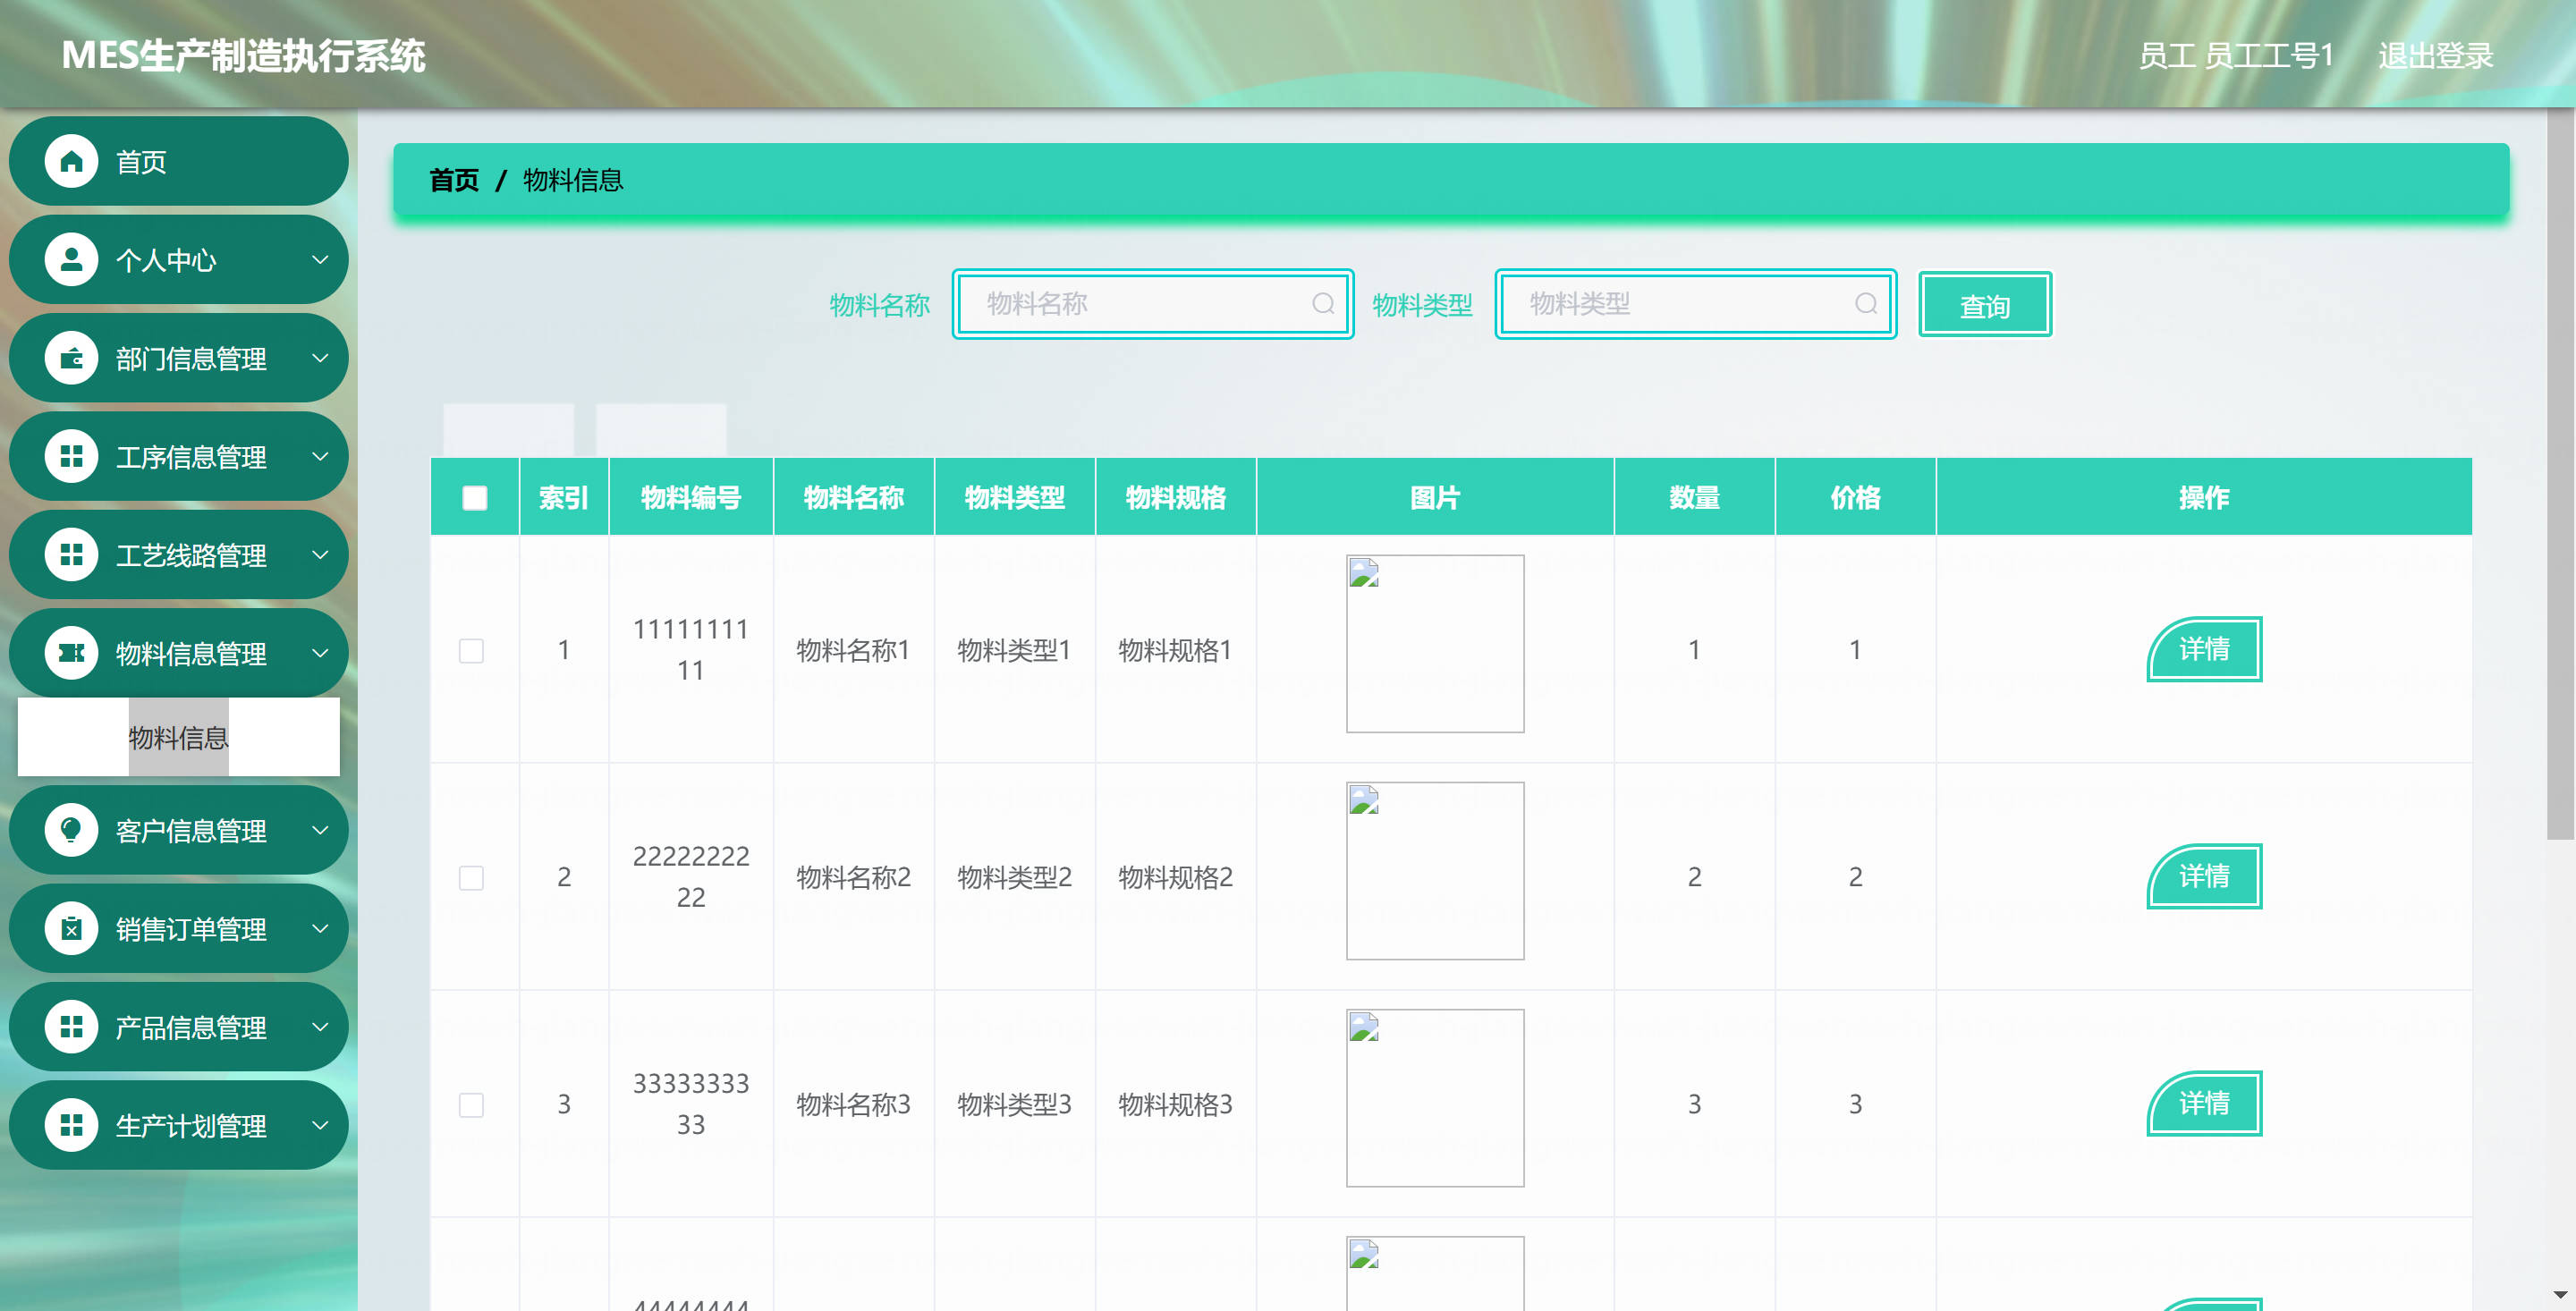 MES生产制造执行系统
员工 员工工号1 退出登录
首页
个人中心
部门信息管理
工序信息管理
工艺线路管理
物料信息管理
物料信息
客户信息管理
销售订单管理
产品信息管理
生产计划管理
首页 / 物料信息
物料名称 物料名称 物料类型 物料类型 查询
索引 物料编号 物料名称 物料类型 物料规格 图片 数量 价格 操作
1 11111111
11 物料名称1 物料类型1 物料规格1 1 1 详情
2 22222222
22 物料名称2 物料类型2 物料规格2 2 2 详情
3 33333333
33 物料名称3 物料类型3 物料规格3 3 3 详情
44444444